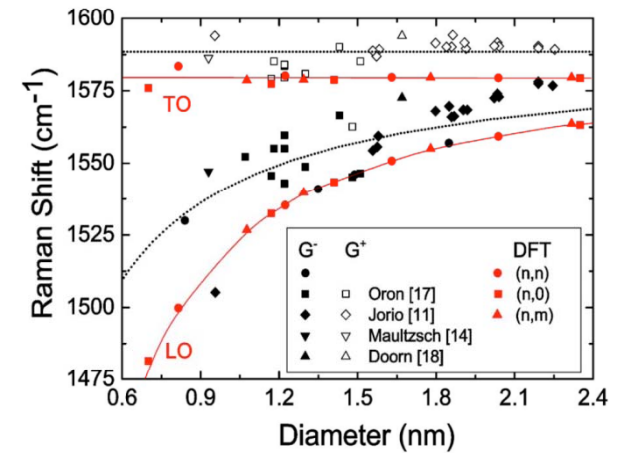 1600
1575
1550
1525
1500
1475
Raman Shift (cm⁻¹)
TO
LO
G⁻ G⁺ DFT
(n,n)
Oron [17] (n,0)
Jorio [11] (n,m)
Maultzsch [14]
Doorn [18]
0.6 0.9 1.2 1.5 1.8 2.1 2.4
Diameter (nm)